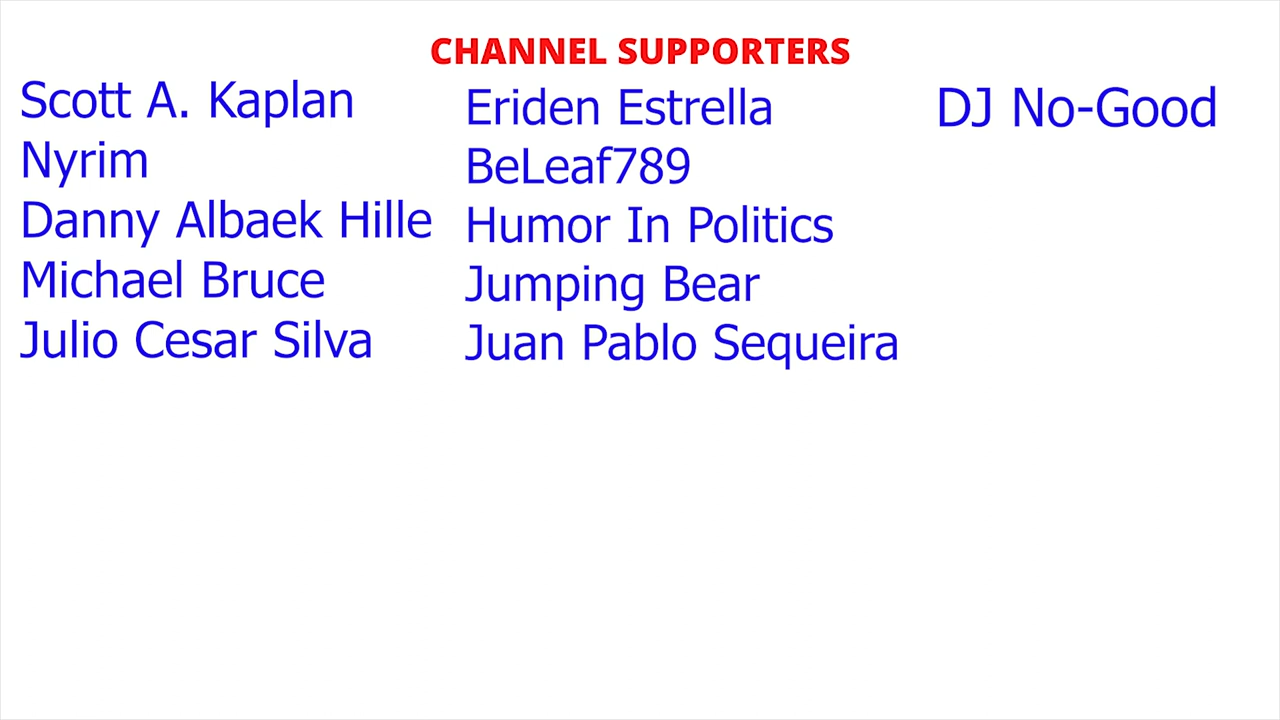 CHANNEL SUPPORTERS
Scott A. Kaplan
Nyrim
Danny Albaek Hille
Michael Bruce
Julio Cesar Silva
Eriden Estrella
BeLeaf789
Humor In Politics
Jumping Bear
Juan Pablo Sequeira
DJ No-Good